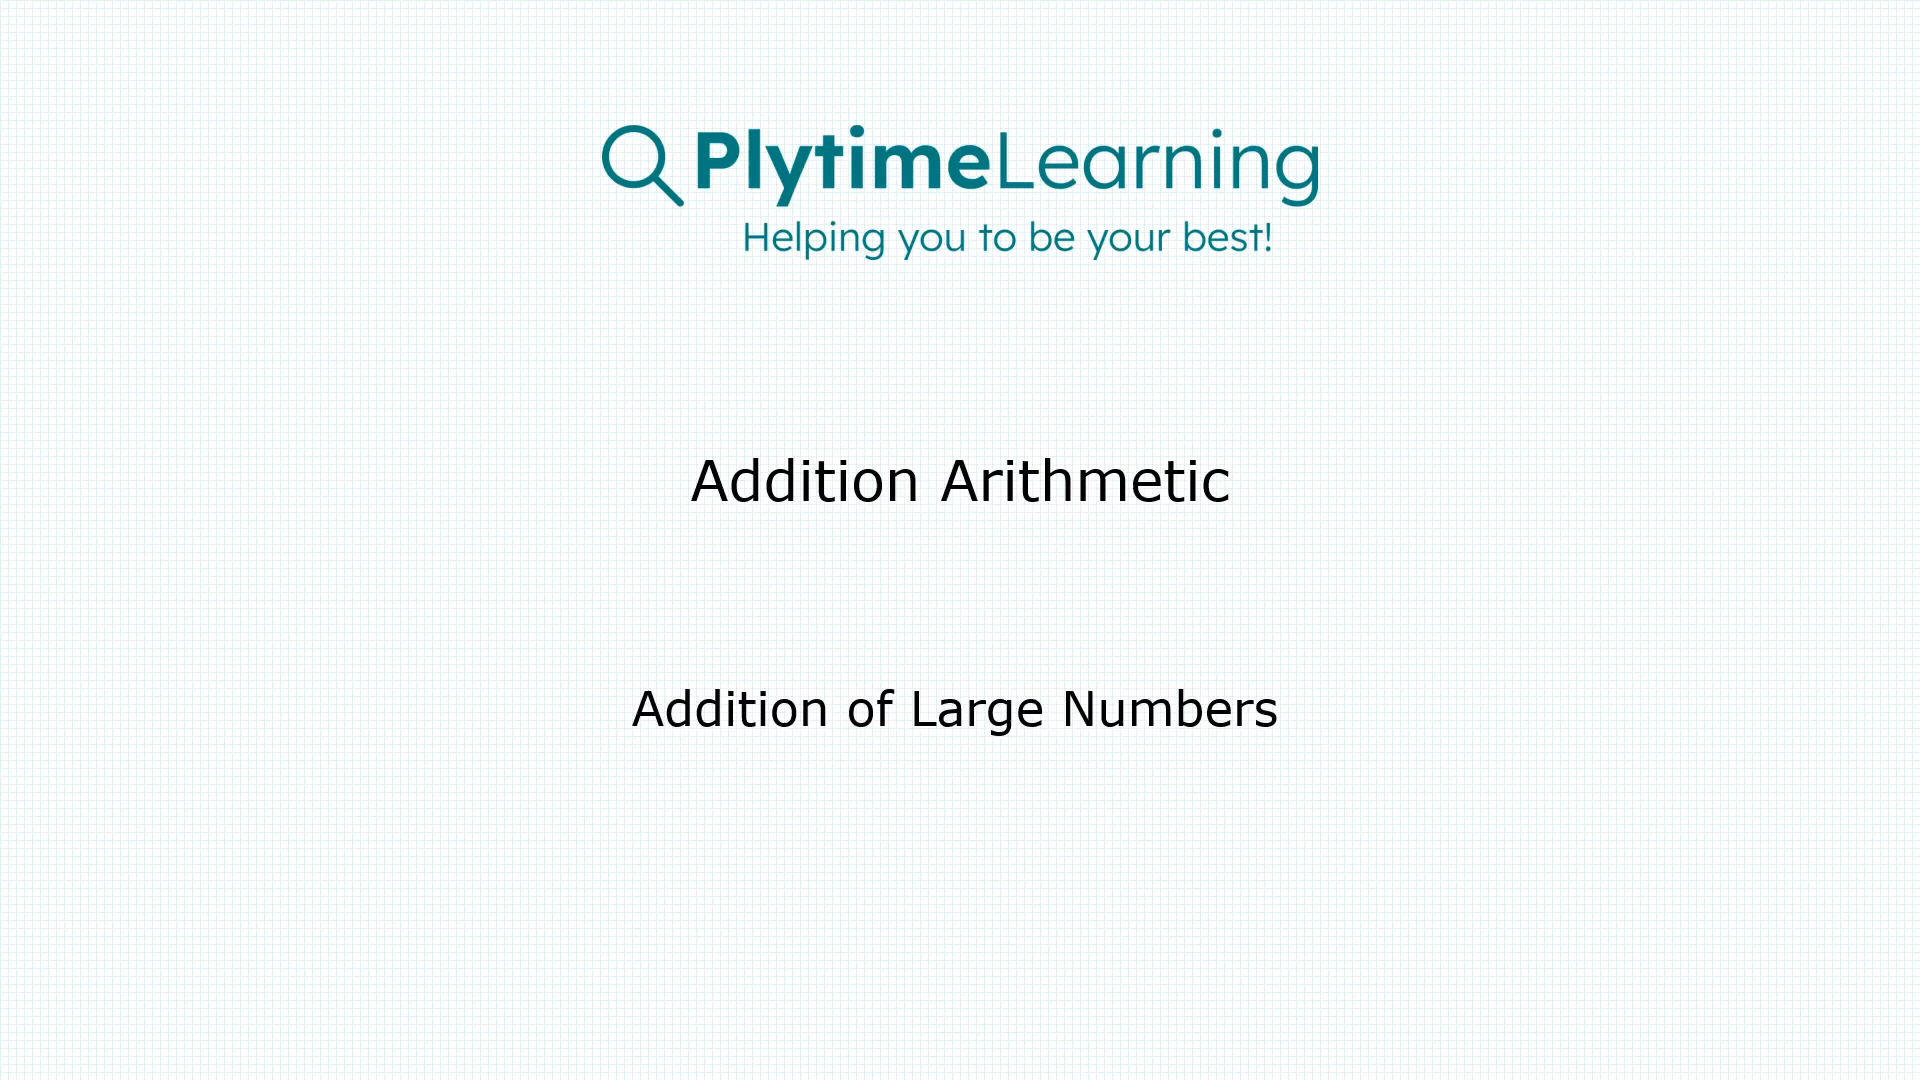 PlytimeLearning
Helping you to be your best!
Addition Arithmetic
Addition of Large Numbers